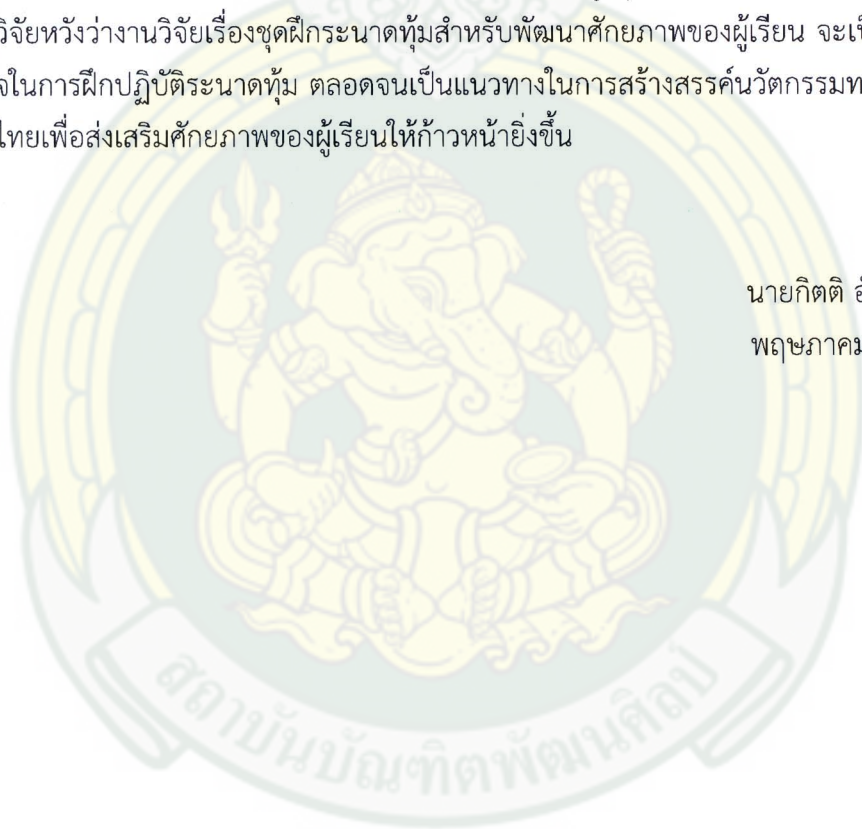 วิจัยหวังว่างานวิจัยเรื่องชุดฝึกระนาดทุ้มสำหรับพัฒนาศักยภาพของผู้เรียน จะเ
ในการฝึกปฏิบัติระนาดทุ้ม ตลอดจนเป็นแนวทางในการสร้างสรรค์นวัตกรรมท
ไทยเพื่อส่งเสริมศักยภาพของผู้เรียนให้ก้าวหน้ายิ่งขึ้น
นายกิตติ
พฤษภาคม
สถาบันบัณฑิตพัฒนศิลป์